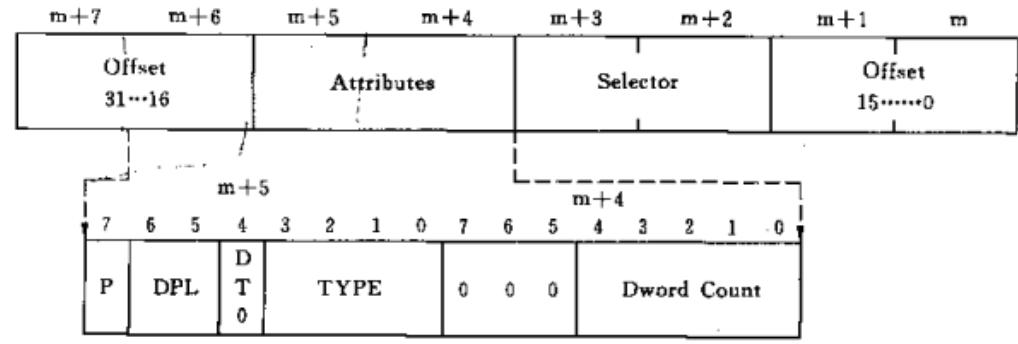 m+7 m+6 m+5 m+4 m+3 m+2 m+1 m
Offset
31···16
Attributes
Selector
Offset
15······0
m+5
m+4
7 6 5 4 3 2 1 0 7 6 5 4 3 2 1 0
P
DPL
D
T
0
TYPE
0 0 0
Dword Count